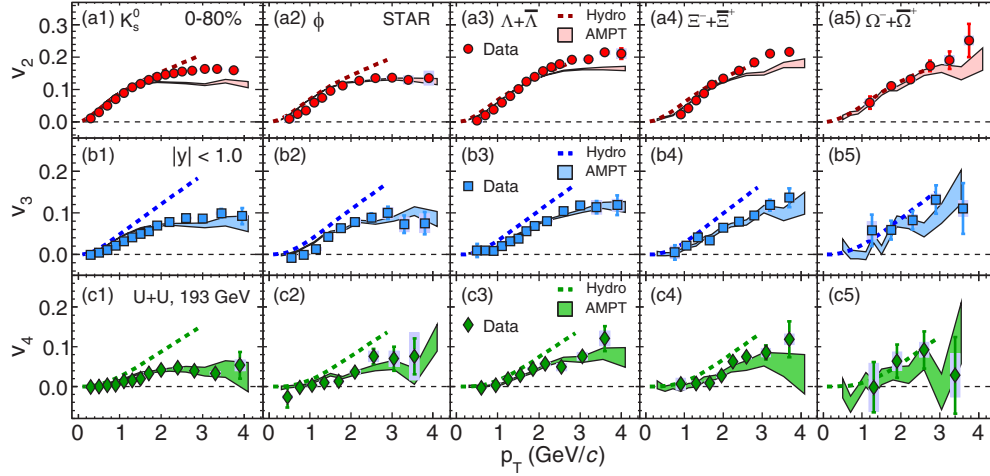 (a1) K⁰ₛ 0-80%
(a2) ϕ STAR
(a3) Λ+Λ̅
Hydro
AMPT
Data
(a4) Ξ⁻+Ξ̅⁺
(a5) Ω⁻+Ω̅⁺
v₂
0.3
0.2
0.1
0.0
(b1) |y| < 1.0
(b2)
(b3)
Hydro
AMPT
Data
(b4)
(b5)
v₃
0.2
0.1
0.0
(c1) U+U, 193 GeV
(c2)
(c3)
Hydro
AMPT
Data
(c4)
(c5)
v₄
0.2
0.1
0.0
0 1 2 3 4 0 1 2 3 4 0 1 2 3 4 0 1 2 3 4 0 1 2 3 4
p_T (GeV/c)